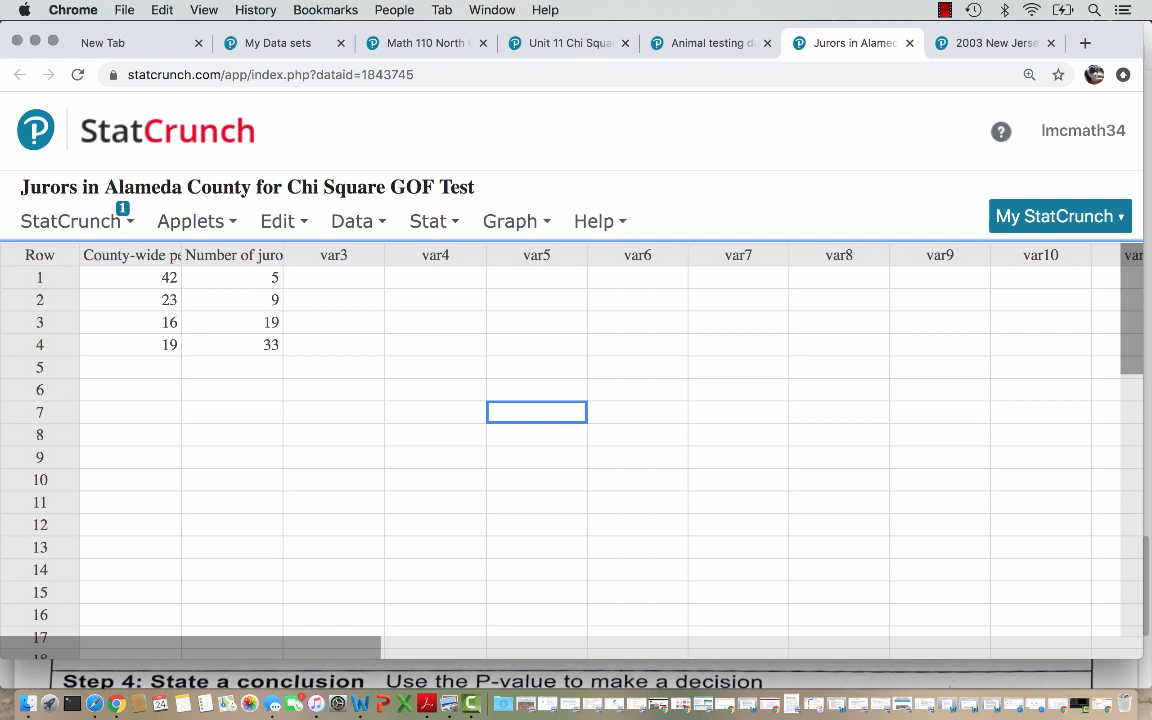 Chrome File Edit View History Bookmarks People Tab Window Help
New Tab My Data sets Math 110 North Unit 11 Chi Squa Animal testing d Jurors in Alamed 2003 New Jerse
statcrunch.com/app/index.php?dataid=1843745
StatCrunch lmcmath34
Jurors in Alameda County for Chi Square GOF Test
StatCrunch 1 Applets Edit Data Stat Graph Help My StatCrunch
Row County-wide pe Number of juro var3 var4 var5 var6 var7 var8 var9 var10 var
1 42 5
2 23 9
3 16 19
4 19 33
5
6
7
8
9
10
11
12
13
14
15
16
17
18
Step 4: State a conclusion Use the P-value to make a decision